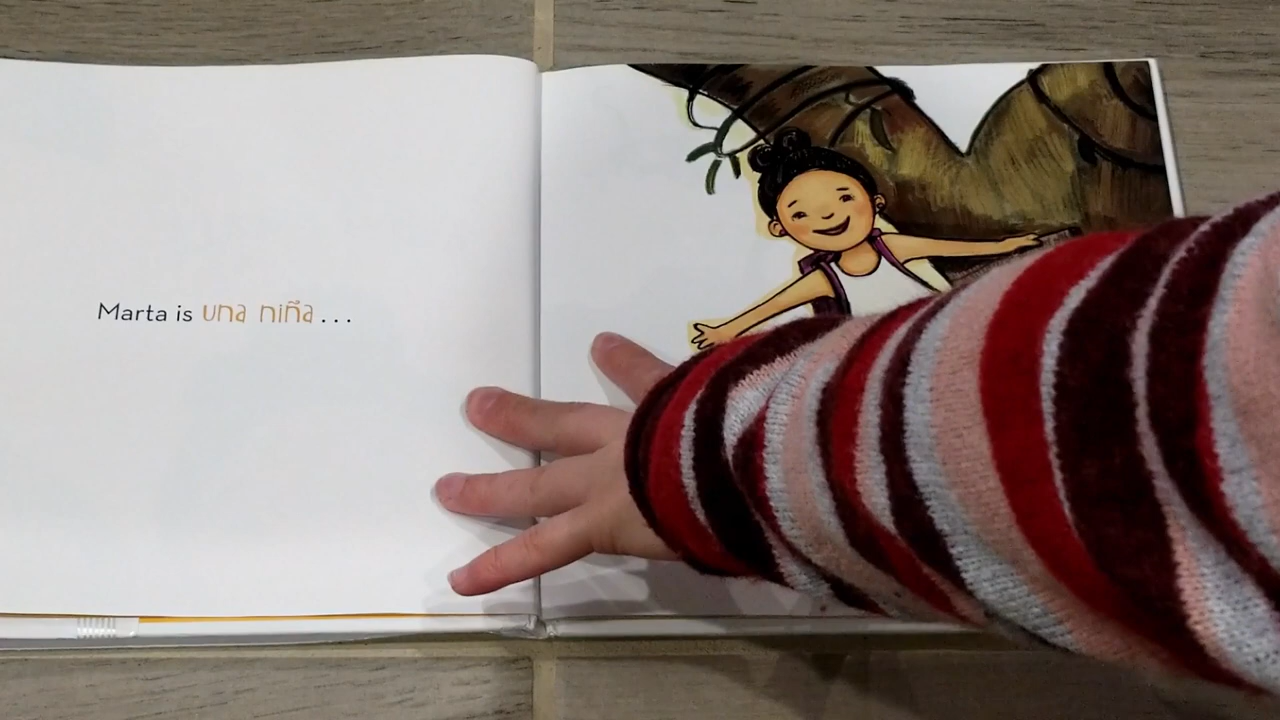 Marta is una niña . . .